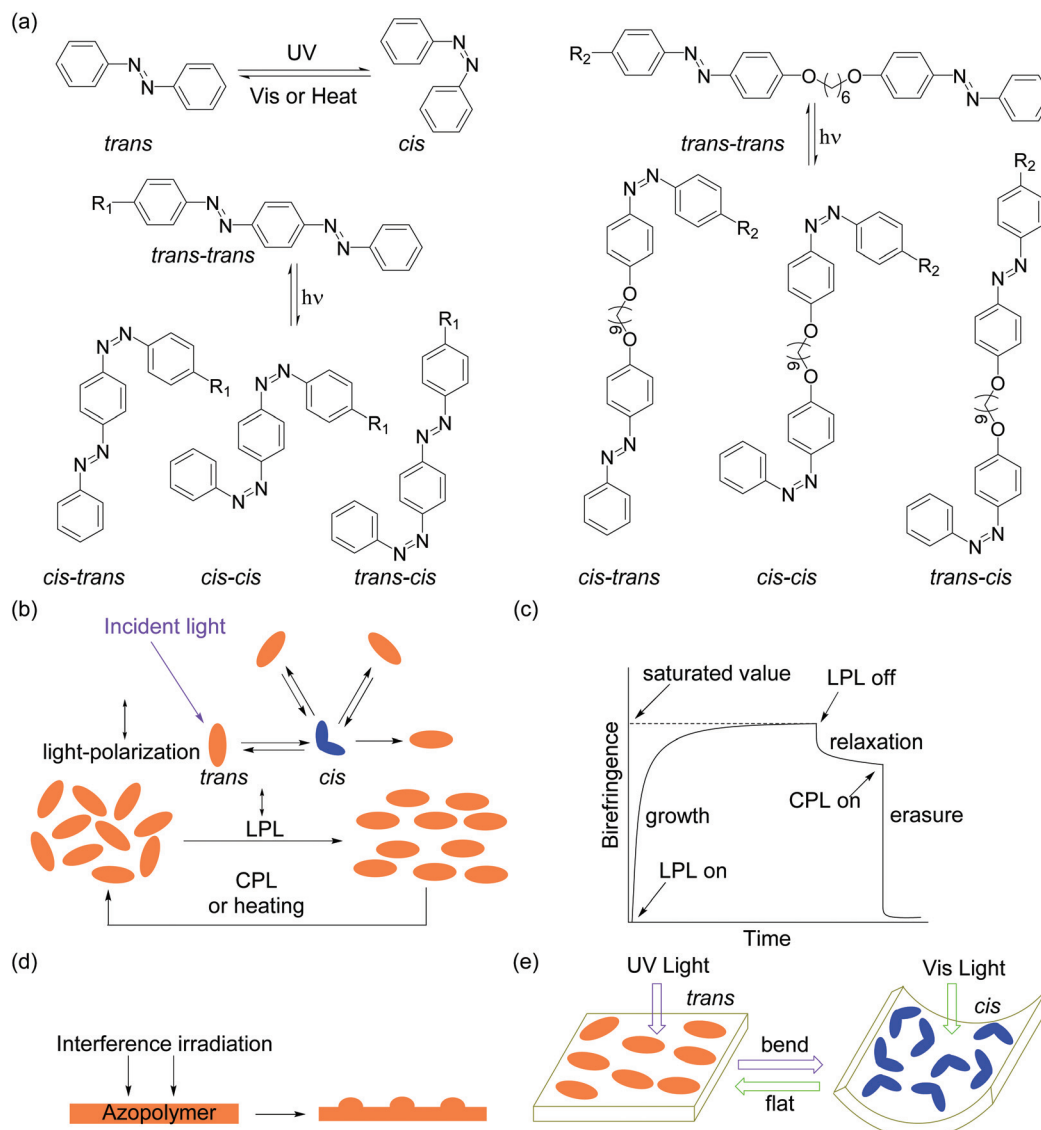 (a)
UV
Vis or Heat
trans
cis
N
N
N
N
R1
N
N
N
N
trans-trans
hν
N
N
R1
N
N
cis-trans
N
N
R1
N
N
cis-cis
R1
N
N
N
N
trans-cis
R2
N
N
O
6
O
N
N
trans-trans
hν
N
N
R2
O
6
O
N
N
cis-trans
N
N
R2
O
6
O
N
N
cis-cis
R2
N
N
O
6
O
N
N
trans-cis
(b)
Incident light
light-polarization
trans
cis
LPL
CPL
or heating
(c)
saturated value
LPL off
relaxation
CPL on
growth
erasure
LPL on
Birefringence
Time
(d)
Interference irradiation
Azopolymer
(e)
UV Light
Vis Light
trans
cis
bend
flat